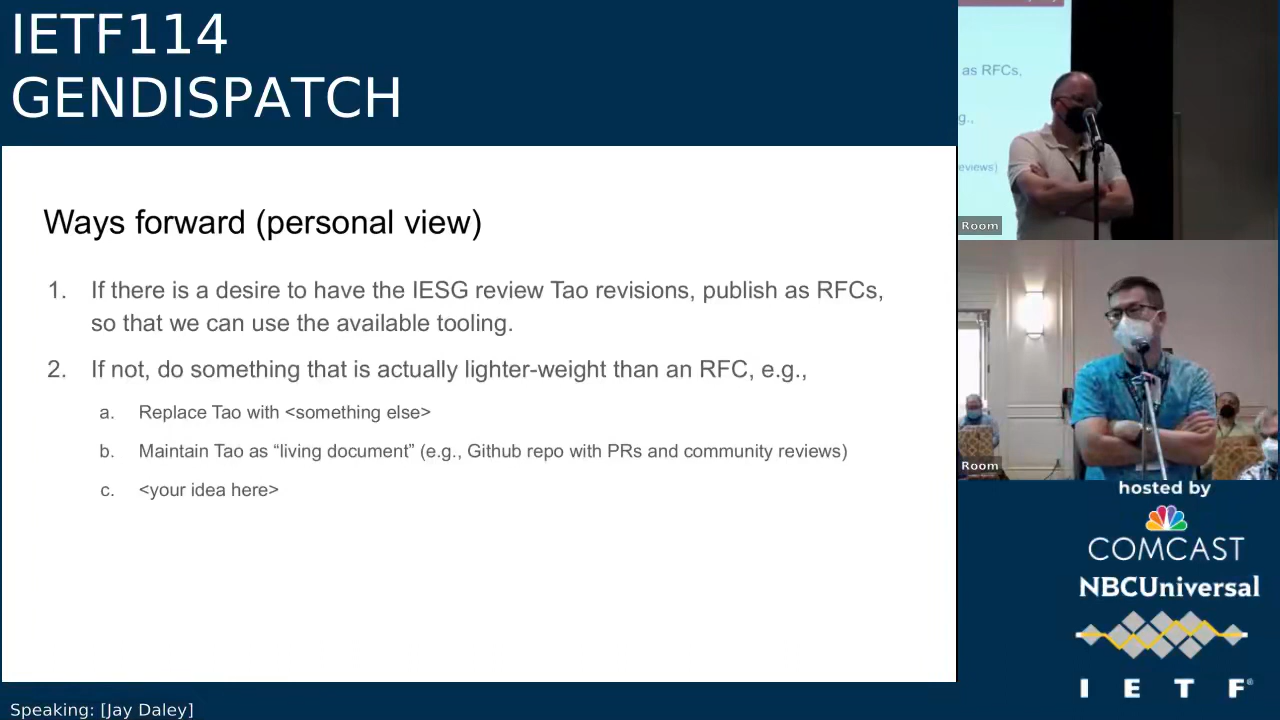 IETF114
GENDISPATCH
Ways forward (personal view)
1. If there is a desire to have the IESG review Tao revisions, publish as RFCs,
so that we can use the available tooling.
2. If not, do something that is actually lighter-weight than an RFC, e.g.,
a. Replace Tao with <something else>
b. Maintain Tao as “living document” (e.g., Github repo with PRs and community reviews)
c. <your idea here>
as RFCs,
g.,
eviews)
Room
Room
hosted by
COMCAST
NBCUniversal
I E T F®
Speaking: [Jay Daley]